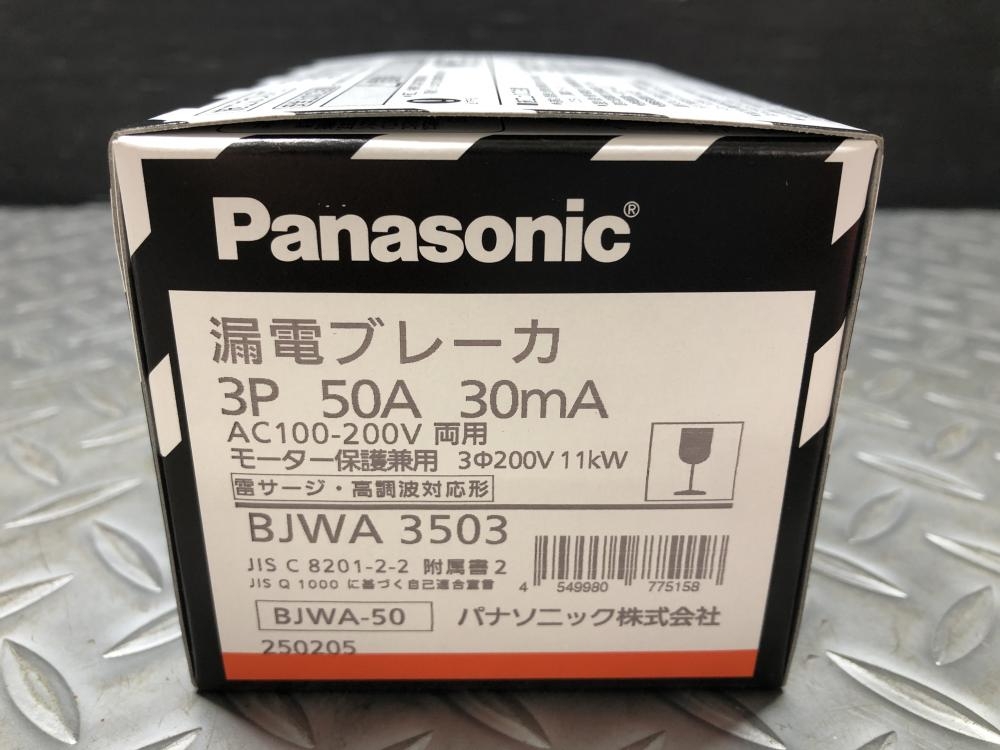 Panasonic®
漏電ブレーカ
3P 50A 30mA
AC100-200V 両用
モーター保護兼用 3Φ200V 11kW
雷サージ・高調波対応形
BJWA 3503
JIS C 8201-2-2 附属書2
JIS Q 1000 に基づく自己適合宣言
4 549980 775158
BJWA-50 パナソニック株式会社
250205